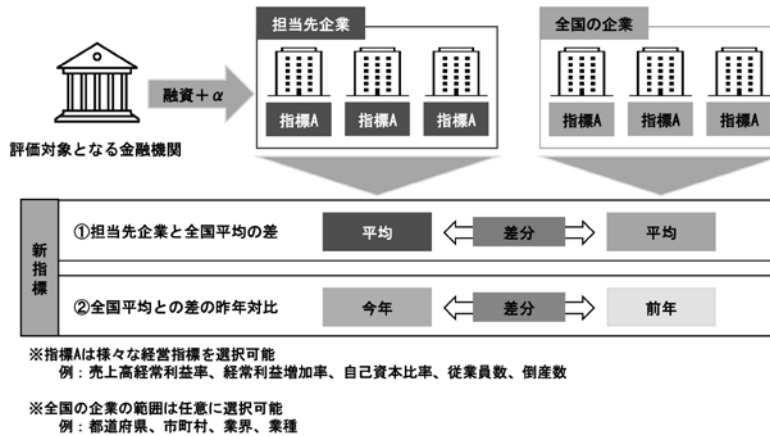 担当先企業
全国の企業
融資+α
指標A
指標A
指標A
指標A
指標A
指標A
評価対象となる金融機関
新指標
①担当先企業と全国平均の差
平均
差分
平均
②全国平均との差の昨年対比
今年
差分
前年
※指標Aは様々な経営指標を選択可能
例:売上高経常利益率、経常利益増加率、自己資本比率、従業員数、倒産数
※全国の企業の範囲は任意に選択可能
例:都道府県、市町村、業界、業種